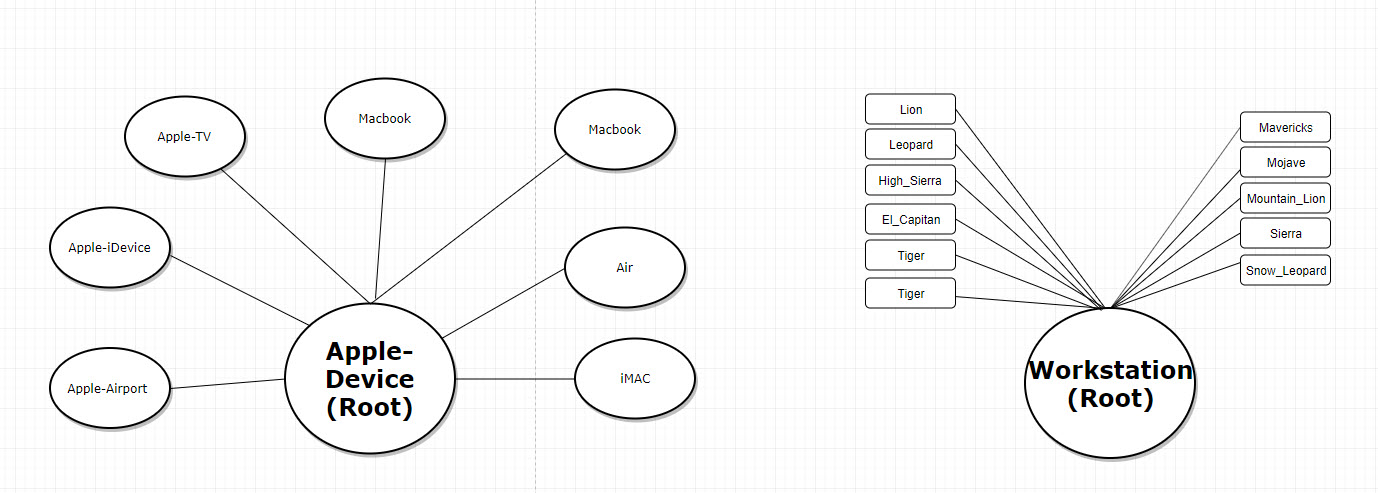 Apple-TV
Macbook
Macbook
Apple-iDevice
Air
Apple-Airport
Apple-
Device
(Root)
iMAC
Lion
Leopard
High_Sierra
El_Capitan
Tiger
Tiger
Mavericks
Mojave
Mountain_Lion
Sierra
Snow_Leopard
Workstation
(Root)